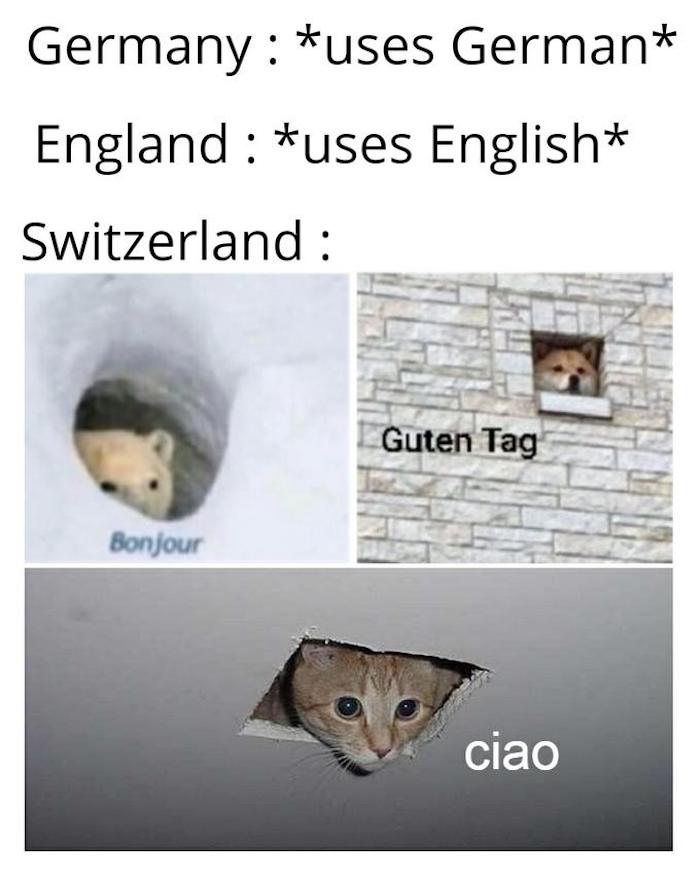 Germany : *uses German*
England : *uses English*
Switzerland :
Bonjour
Guten Tag
ciao